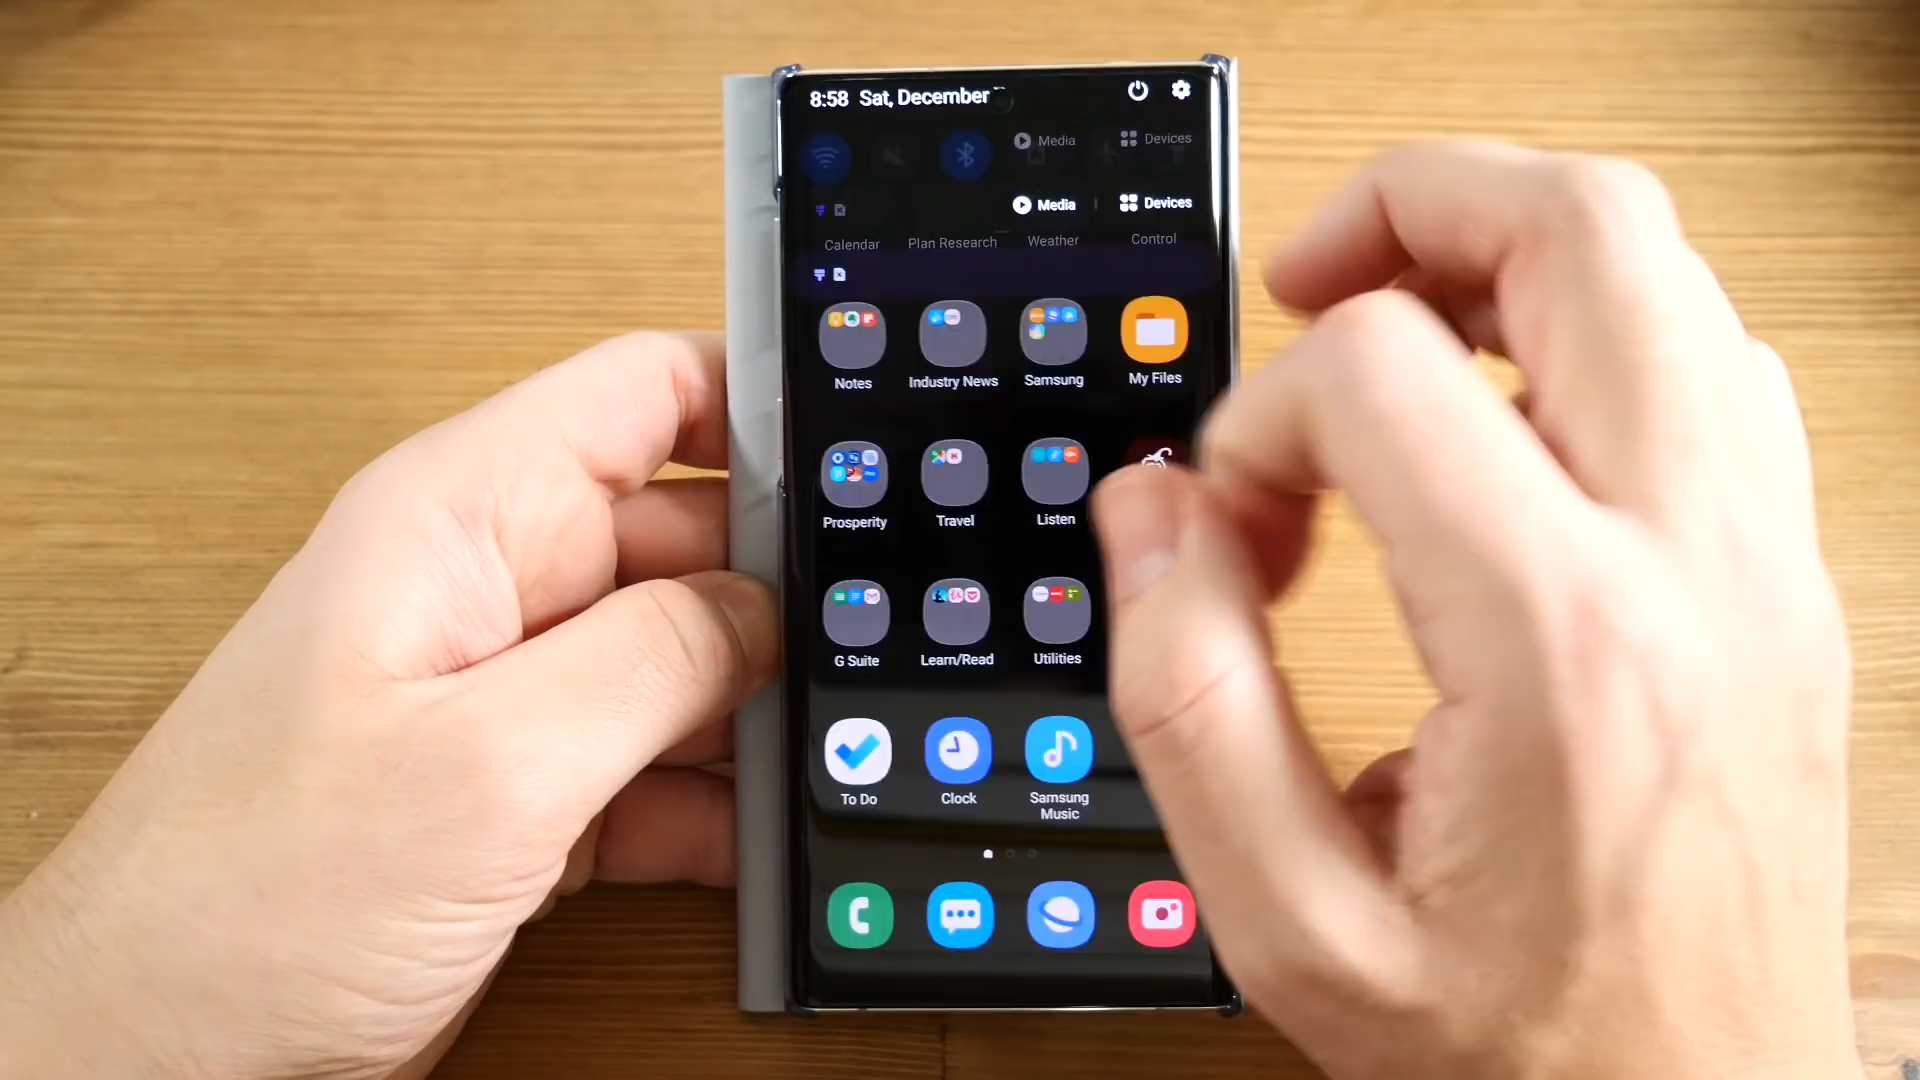 8:58 Sat, December
Media Devices
Media | Devices
Calendar Plan Research Weather Control
Notes Industry News Samsung My Files
Prosperity Travel Listen
G Suite Learn/Read Utilities
To Do Clock Samsung
Music